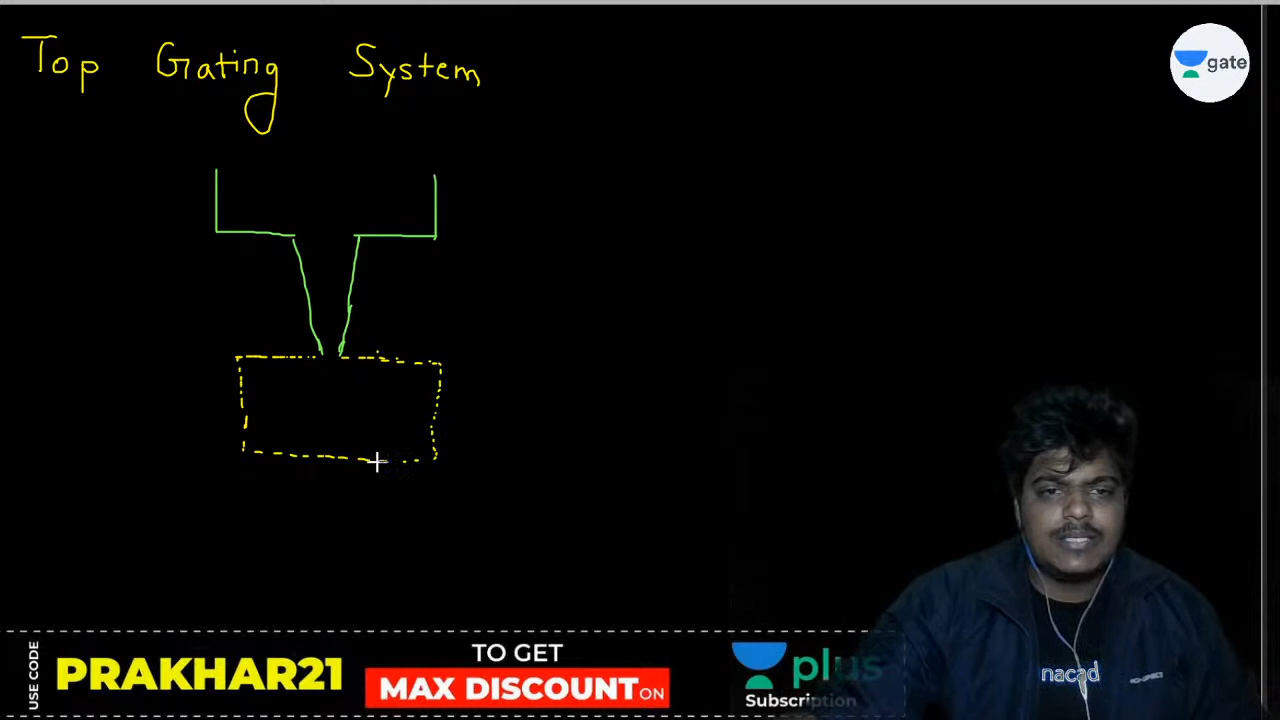 Top Gating System
gate
nacad
USE CODE
PRAKHAR21
TO GET
MAX DISCOUNT ON
plus
Subscription